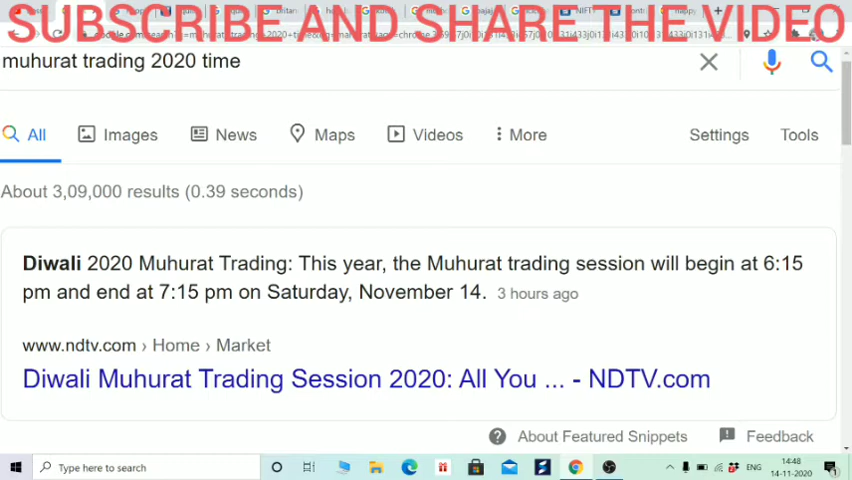 SUBSCRIBE AND SHARE THE VIDEO
muhurat trading 2020 time
All Images News Maps Videos More Settings Tools
About 3,09,000 results (0.39 seconds)
Diwali 2020 Muhurat Trading: This year, the Muhurat trading session will begin at 6:15
pm and end at 7:15 pm on Saturday, November 14. 3 hours ago
www.ndtv.com › Home › Market
Diwali Muhurat Trading Session 2020: All You ... - NDTV.com
About Featured Snippets Feedback
Type here to search
ENG
14:48
14-11-2020